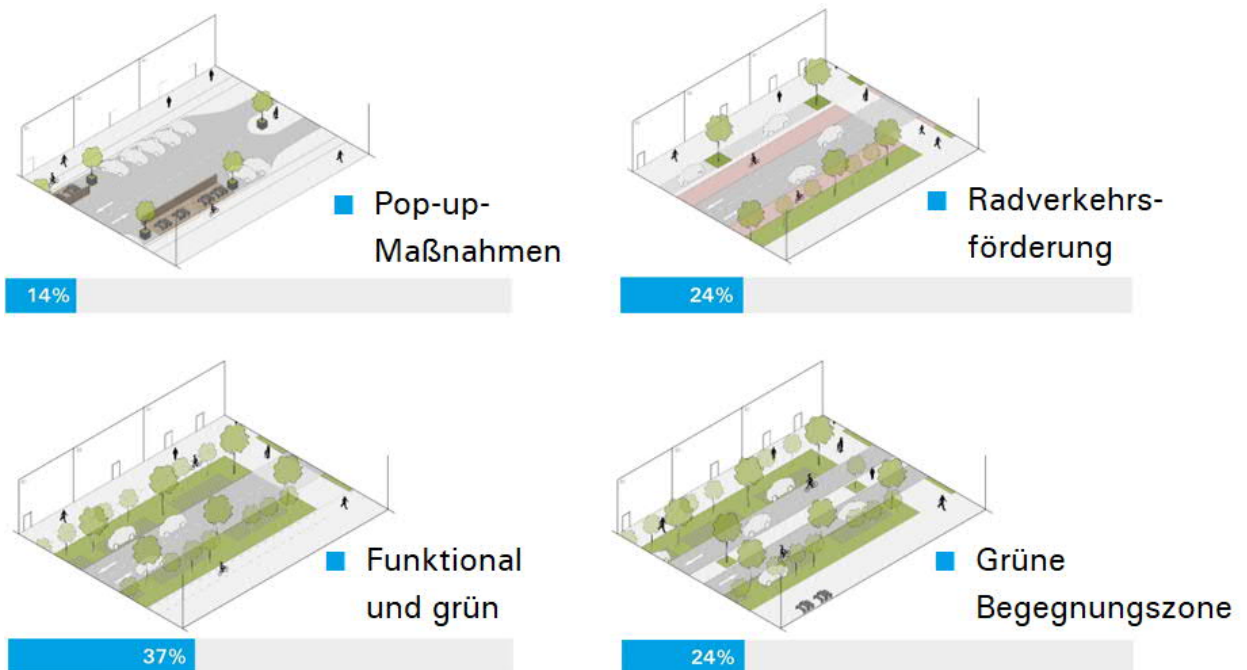 Pop-up-
Maßnahmen
14%
Radverkehrs-
förderung
24%
Funktional
und grün
37%
Grüne
Begegnungszone
24%